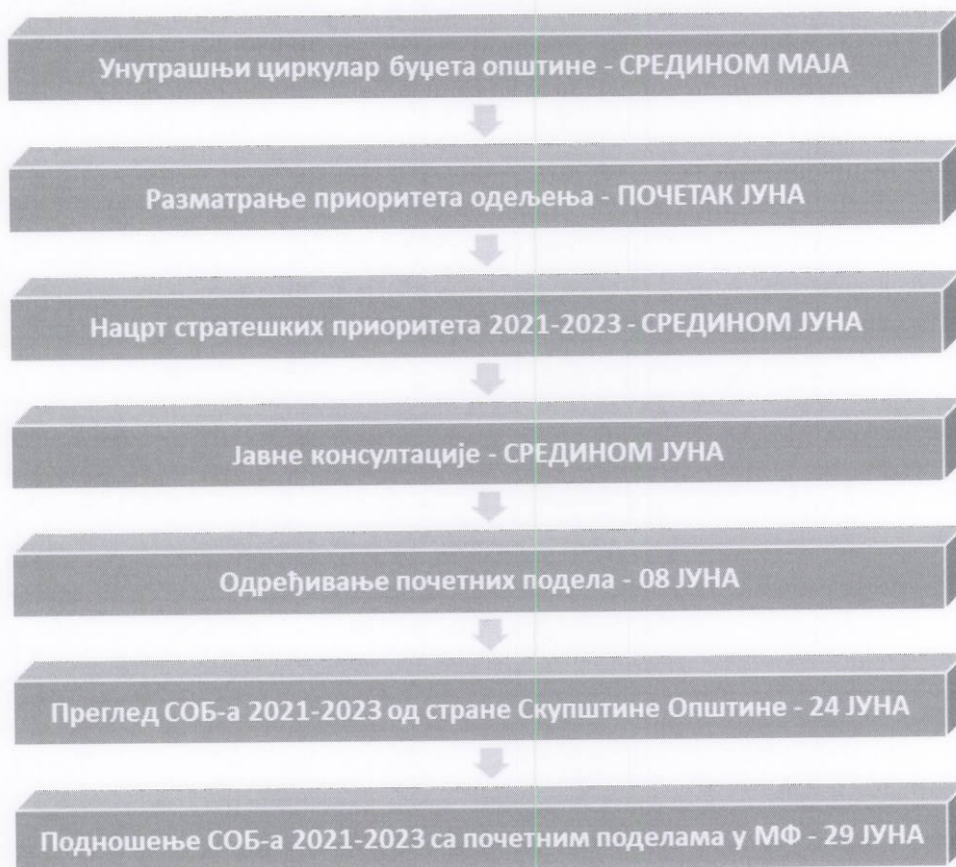 Унутрашњи циркулар буџета општине - СРЕДИНОМ МАЈА
Разматрање приоритета одељења - ПОЧЕТАК ЈУНА
Нацрт стратешких приоритета 2021-2023 - СРЕДИНОМ ЈУНА
Јавне консултације - СРЕДИНОМ ЈУНА
Одређивање почетних подела - 08 ЈУНА
Преглед СОБ-а 2021-2023 од стране Скупштине Општине - 24 ЈУНА
Подношење СОБ-а 2021-2023 са почетним поделама у МФ - 29 ЈУНА